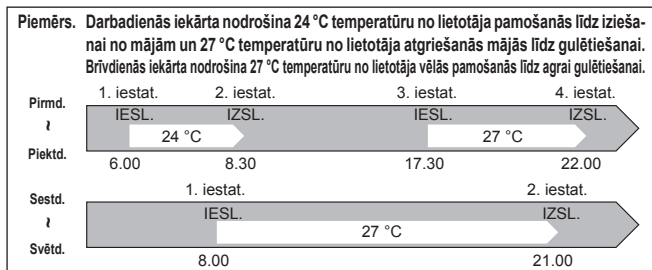 Piemērs. Darbadienās iekārta nodrošina 24 °C temperatūru no lietotāja pamošanās līdz izieša-
nai no mājām un 27 °C temperatūru no lietotāja atgriešanās mājās līdz gulētiešanai.
Brīvdienās iekārta nodrošina 27 °C temperatūru no lietotāja vēlās pamošanās līdz agrai gulētiešanai.
1. iestat. 2. iestat. 3. iestat. 4. iestat.
Pirmd. IESL. IZSL. IESL. IZSL.
~ 24 °C 27 °C
Piektd. 6.00 8.30 17.30 22.00
1. iestat. 2. iestat.
Sestd. IESL. IZSL.
~ 27 °C
Svētd. 8.00 21.00